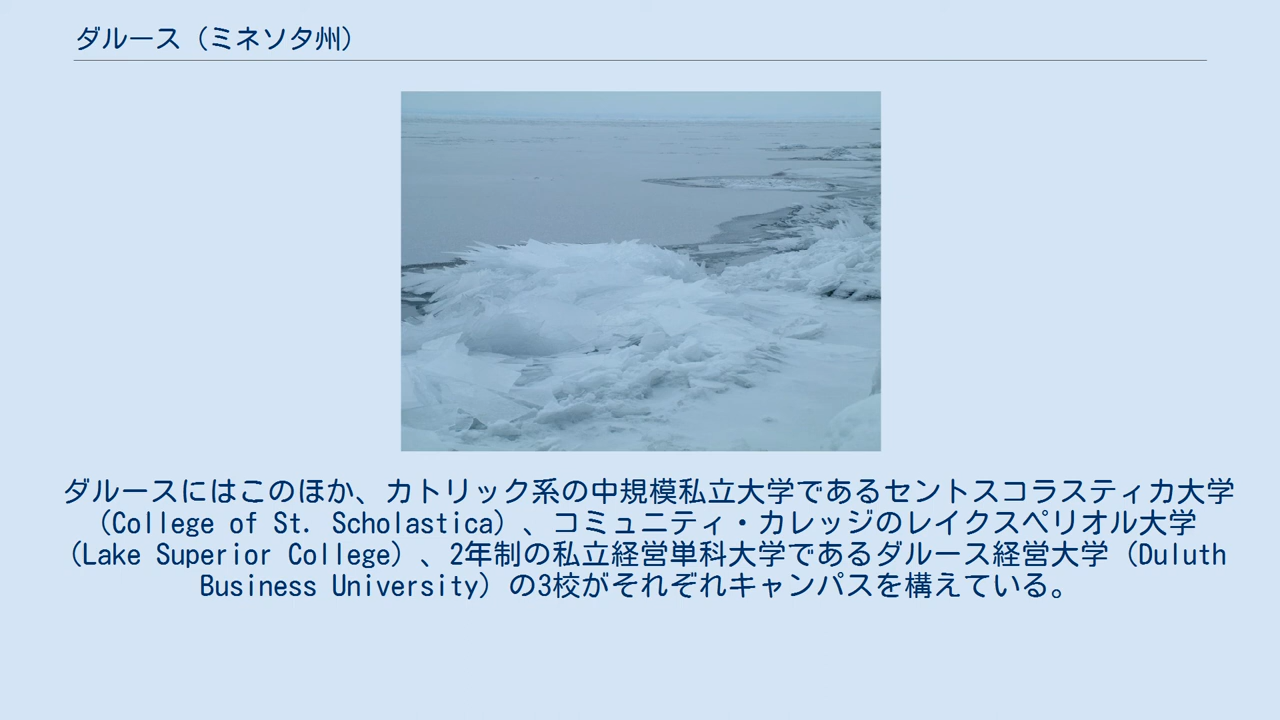 ダルース（ミネソタ州）
ダルースにはこのほか、カトリック系の中規模私立大学であるセントスコラスティカ大学
（College of St. Scholastica）、コミュニティ・カレッジのレイクスペリオル大学
（Lake Superior College）、2年制の私立経営単科大学であるダルース経営大学（Duluth
Business University）の3校がそれぞれキャンパスを構えている。